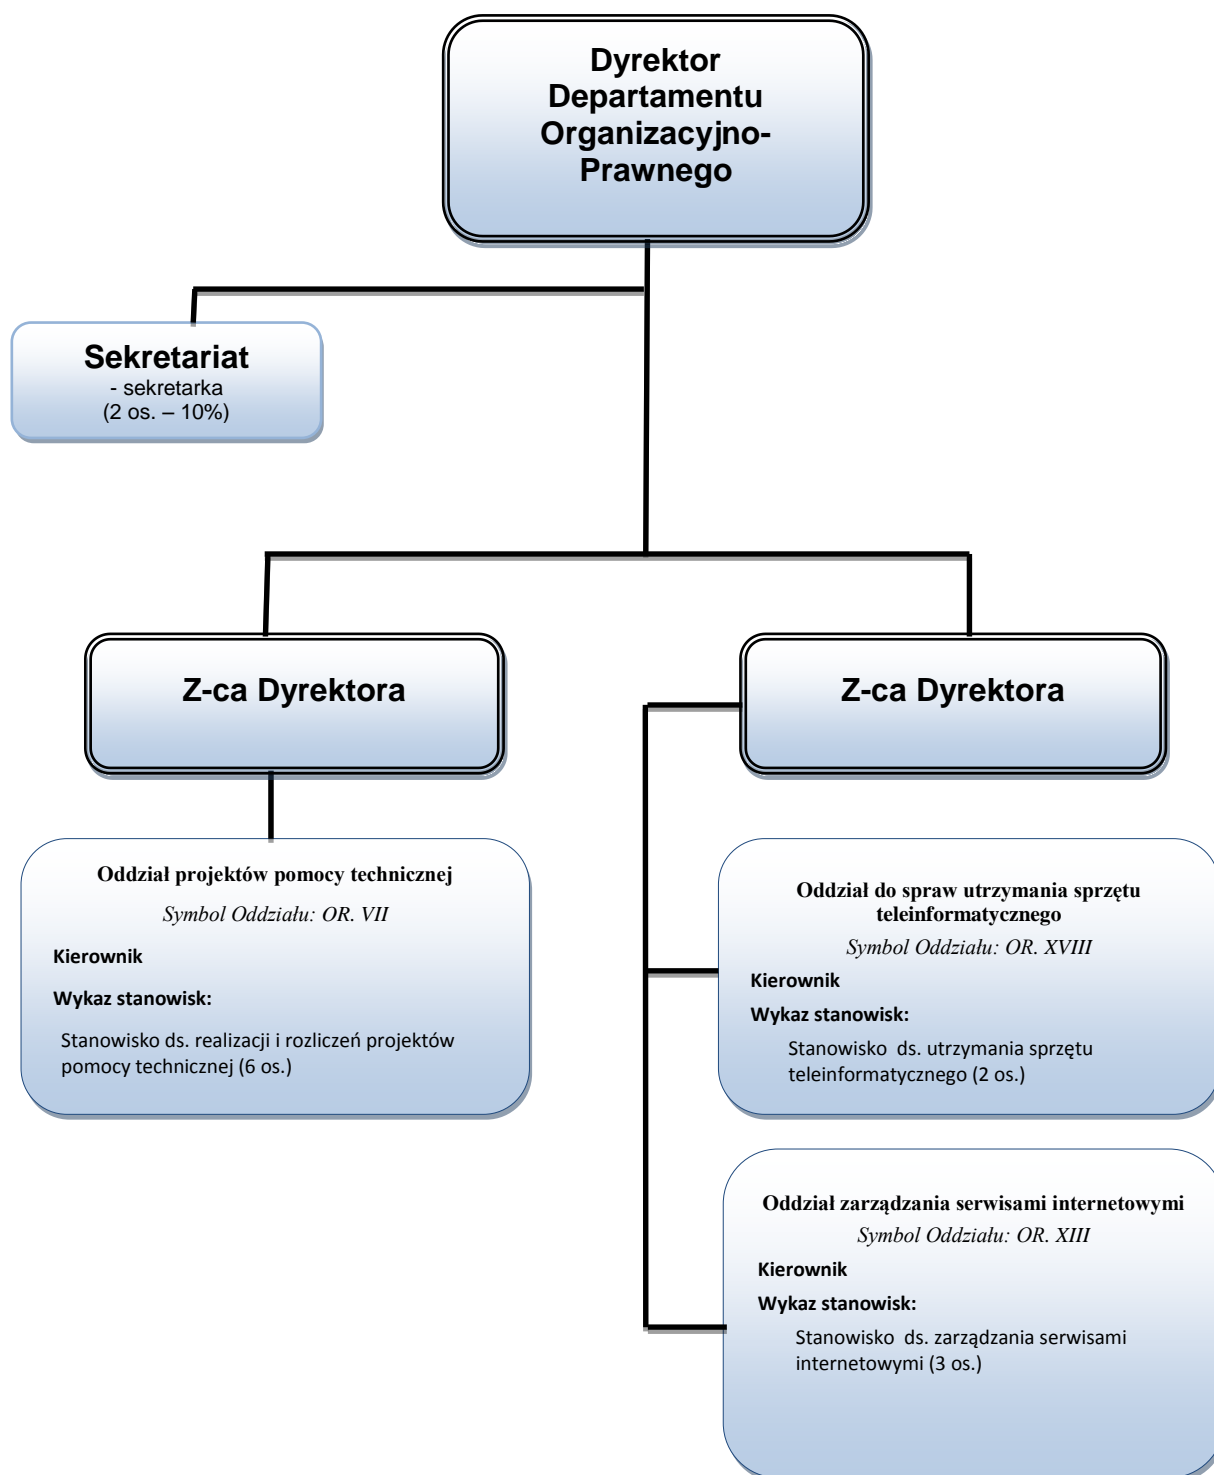 Dyrektor
Departamentu
Organizacyjno-
Prawnego
Sekretariat
- sekretarka
(2 os. – 10%)
Z-ca Dyrektora
Z-ca Dyrektora
Oddział projektów pomocy technicznej
Symbol Oddziału: OR. VII
Kierownik
Wykaz stanowisk:
Stanowisko ds. realizacji i rozliczeń projektów
pomocy technicznej (6 os.)
Oddział do spraw utrzymania sprzętu
teleinformatycznego
Symbol Oddziału: OR. XVIII
Kierownik
Wykaz stanowisk:
Stanowisko  ds. utrzymania sprzętu
teleinformatycznego (2 os.)
Oddział zarządzania serwisami internetowymi
Symbol Oddziału: OR. XIII
Kierownik
Wykaz stanowisk:
Stanowisko  ds. zarządzania serwisami
internetowymi (3 os.)